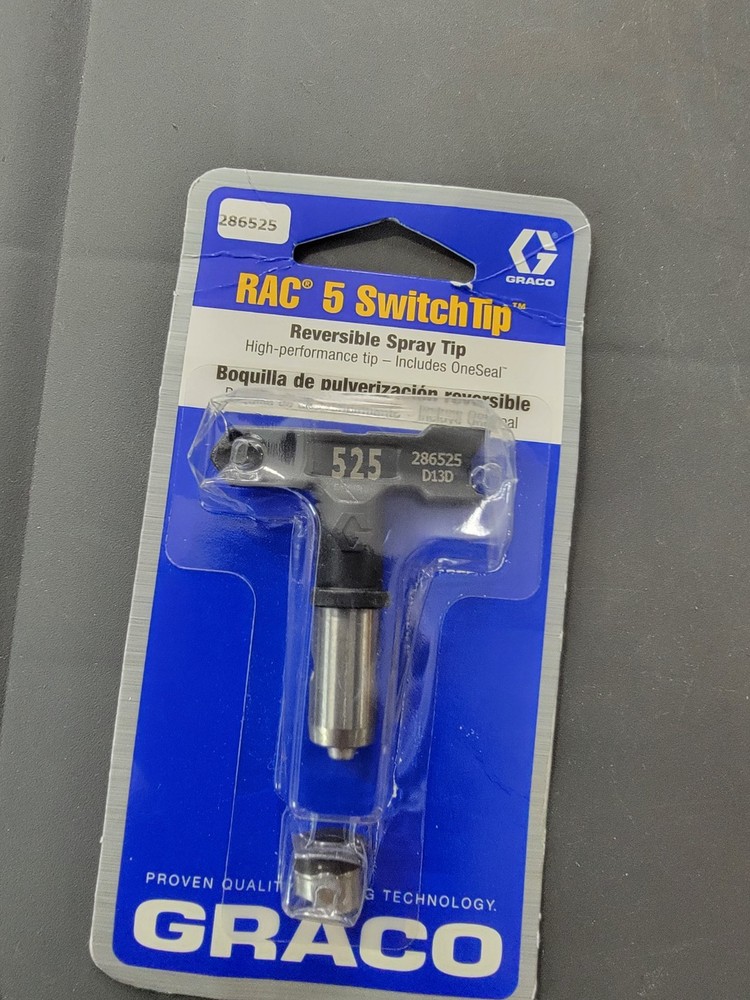 286525
GRACO
RAC® 5 SwitchTip™
Reversible Spray Tip
High-performance tip – Includes OneSeal™
Boquilla de pulverización reversible
525
286525
D13D
PROVEN QUALIT G TECHNOLOGY.
GRACO